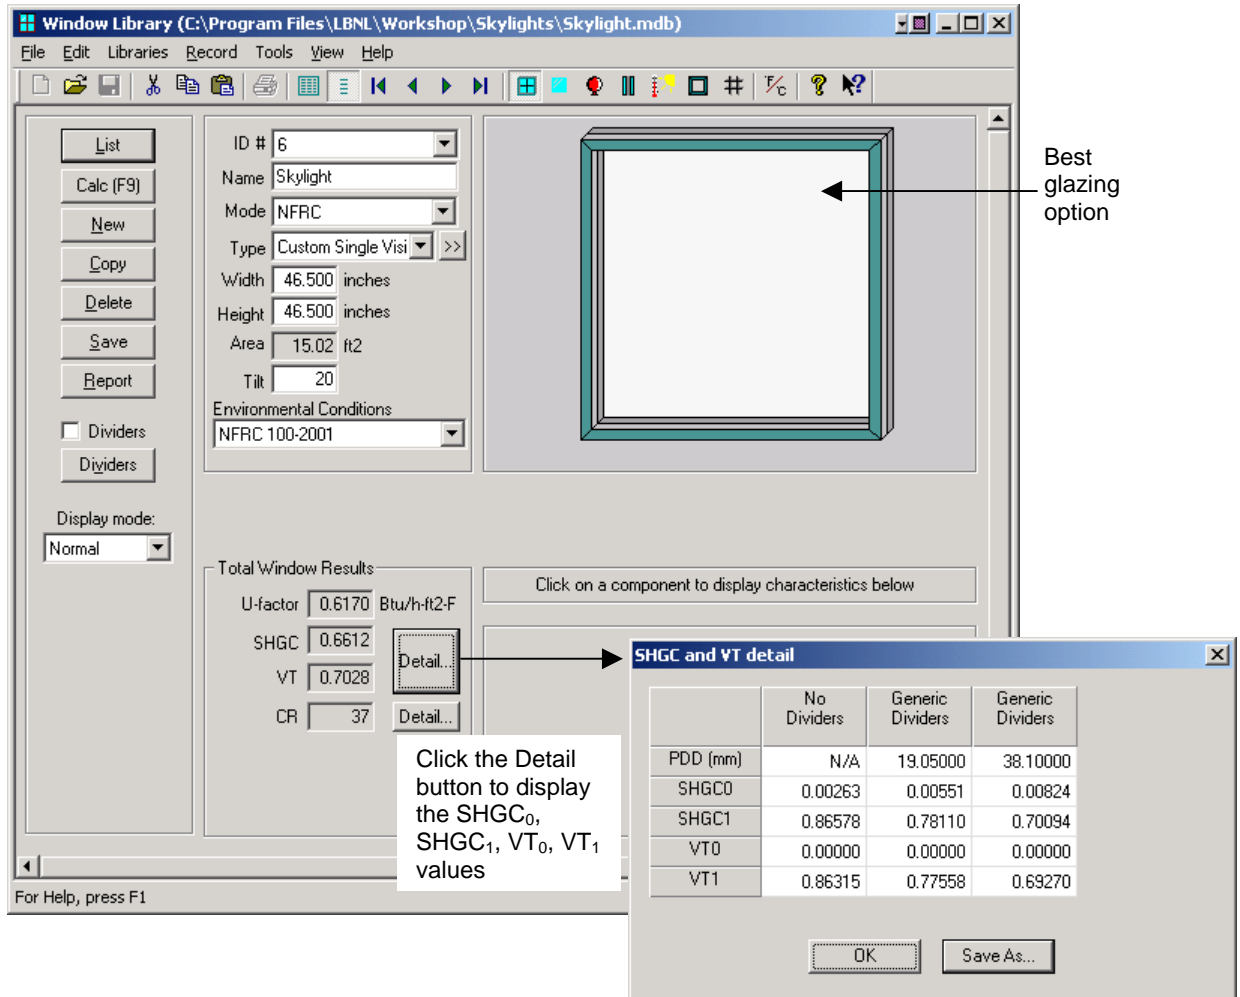 Window Library (C:\Program Files\LBNL\Workshop\Skylights\Skylight.mdb)
File Edit Libraries Record Tools View Help
F/C
List
Calc (F9)
New
Copy
Delete
Save
Report
Dividers
Dividers
Display mode:
Normal
ID # 6
Name Skylight
Mode NFRC
Type Custom Single Visi >>
Width 46.500 inches
Height 46.500 inches
Area 15.02 ft2
Tilt 20
Environmental Conditions
NFRC 100-2001
Best
glazing
option
Total Window Results
U-factor 0.6170 Btu/h-ft2-F
SHGC 0.6612
Detail...
VT 0.7028
CR 37 Detail...
Click on a component to display characteristics below
Click the Detail
button to display
the SHGC₀,
SHGC₁, VT₀, VT₁
values
For Help, press F1
SHGC and VT detail
No Dividers Generic Dividers Generic Dividers
PDD (mm) N/A 19.05000 38.10000
SHGC0 0.00263 0.00551 0.00824
SHGC1 0.86578 0.78110 0.70094
VT0 0.00000 0.00000 0.00000
VT1 0.86315 0.77558 0.69270
OK Save As...